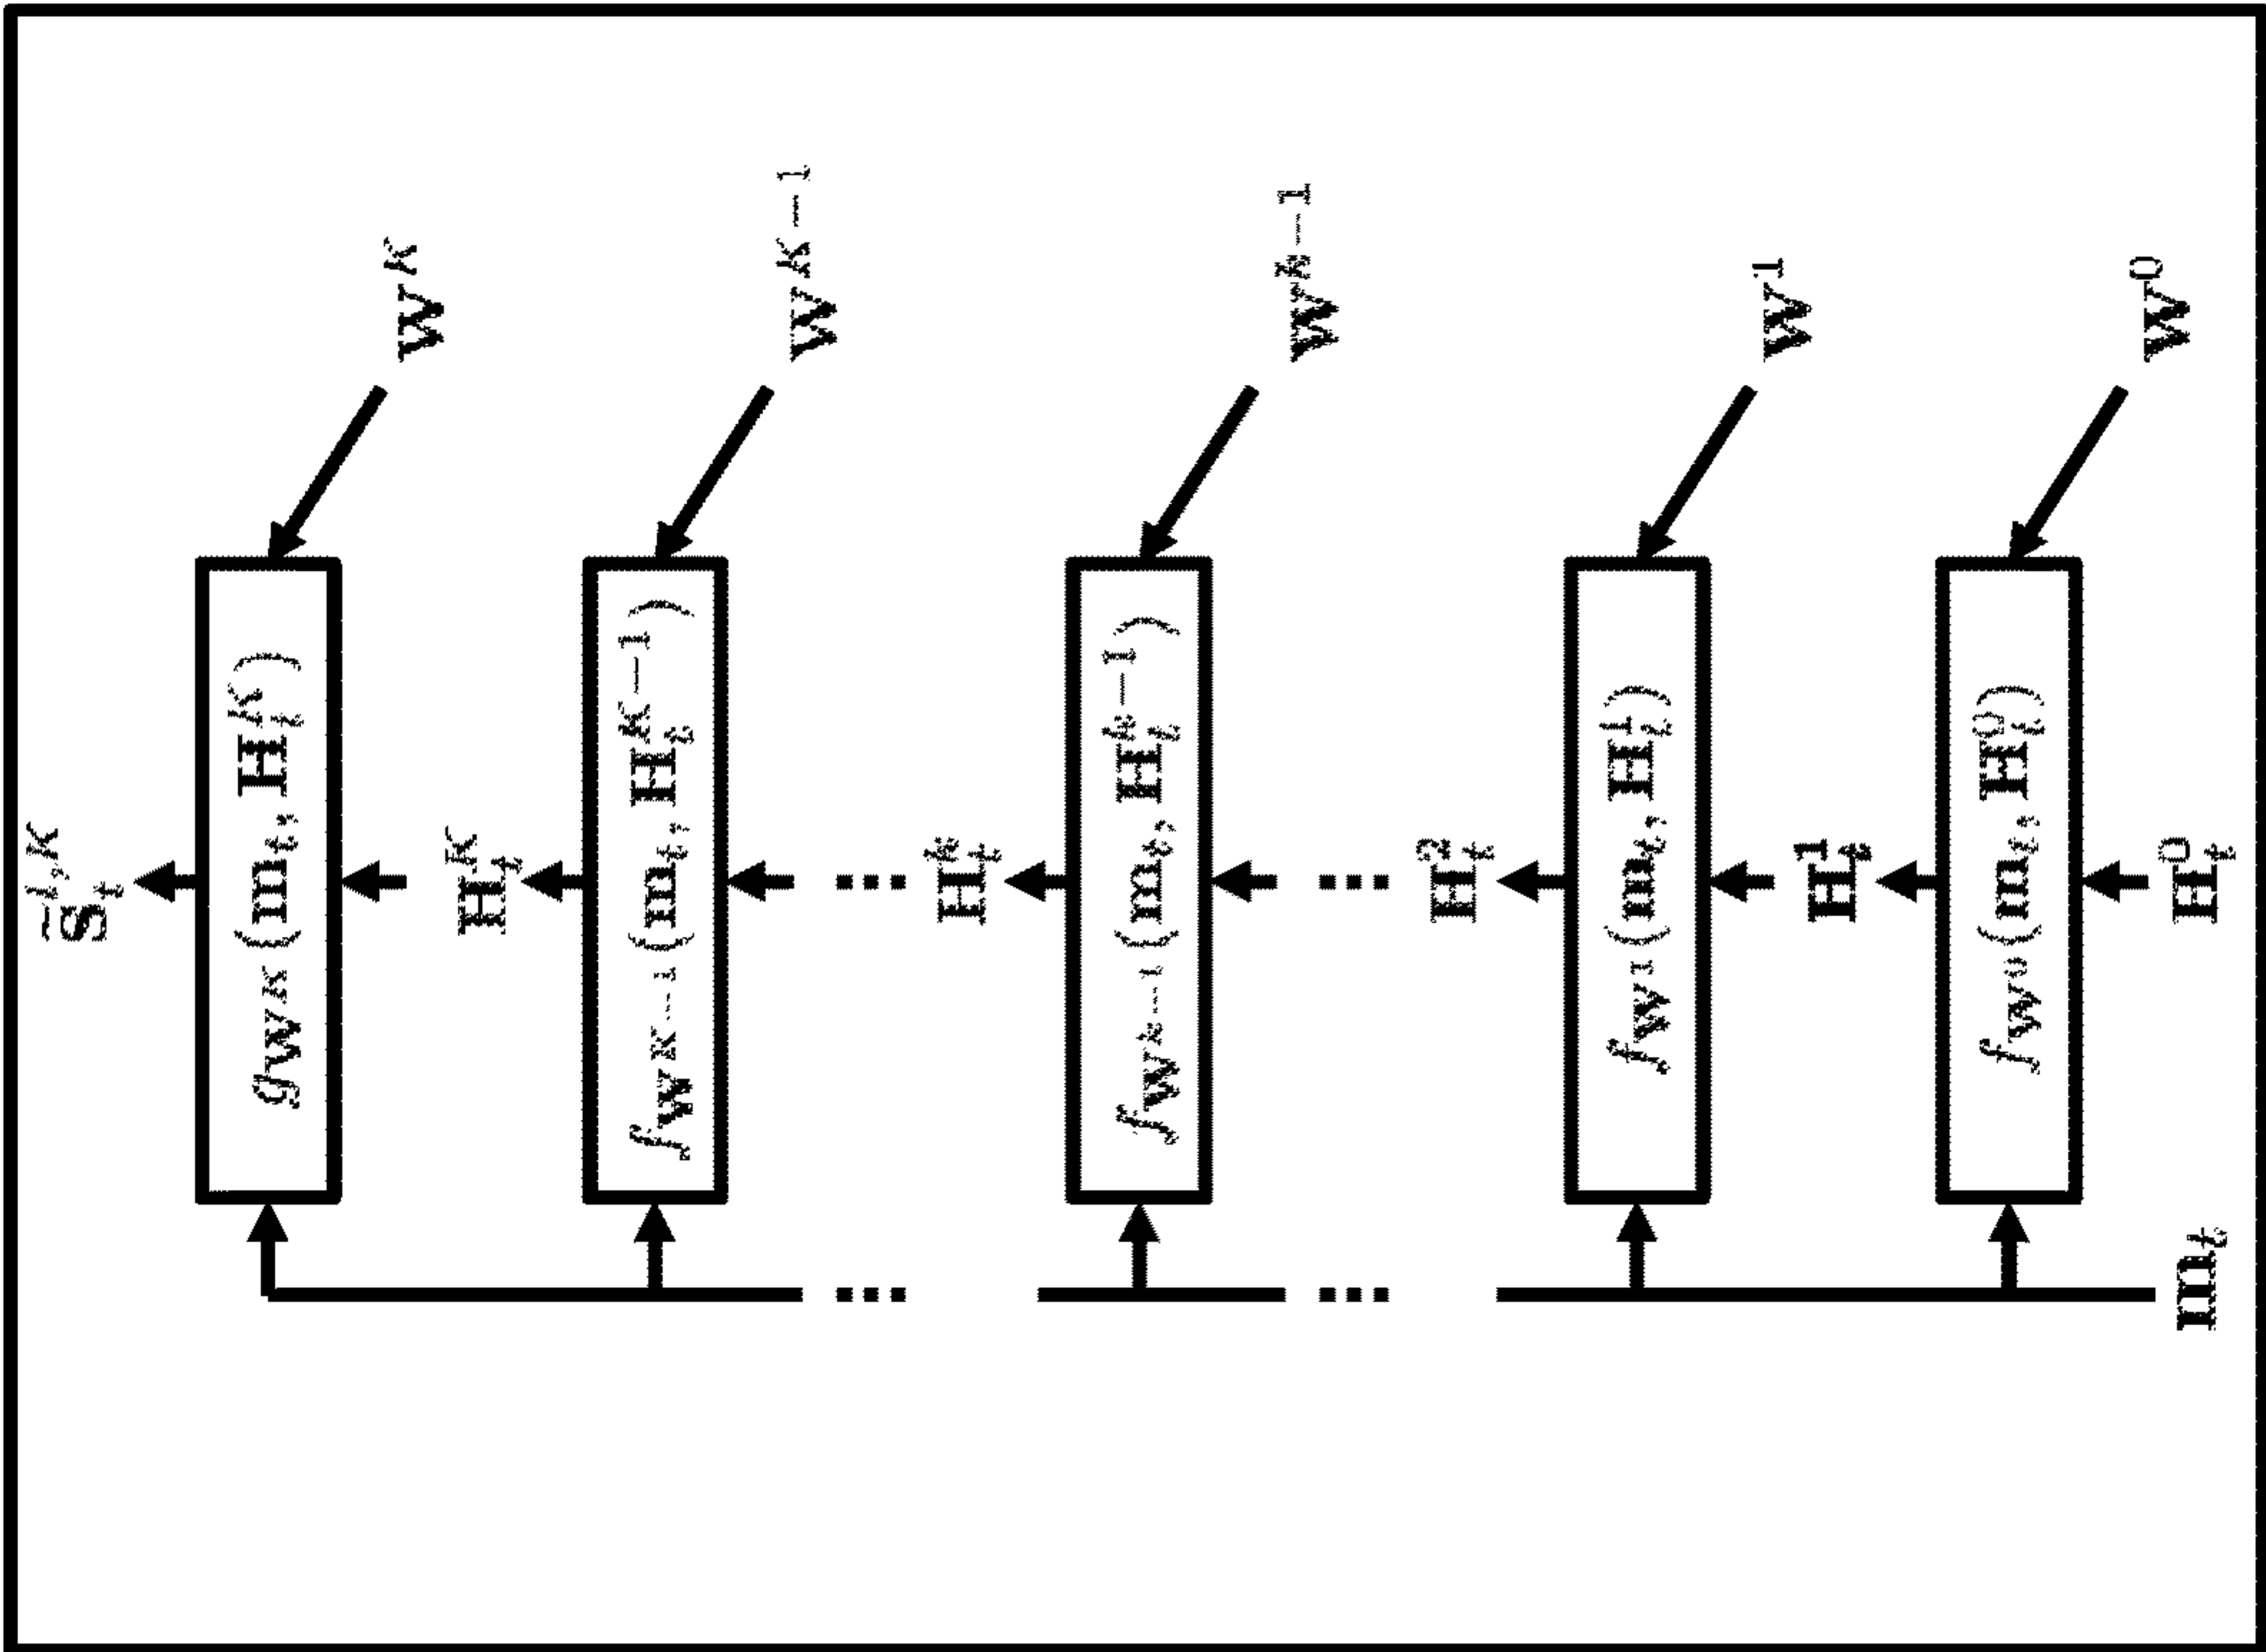 s̃_t^{l,K}
g_{W^K}(m_t, H_t^K)
W^K
H_t^K
f_{W^{K-1}}(m_t, H_t^{K-1})
W^{K-1}
H_t^k
f_{W^{k-1}}(m_t, H_t^{k-1})
W^{k-1}
H_t^2
f_{W^1}(m_t, H_t^1)
W^1
H_t^1
f_{W^0}(m_t, H_t^0)
W^0
m_t H_t^0